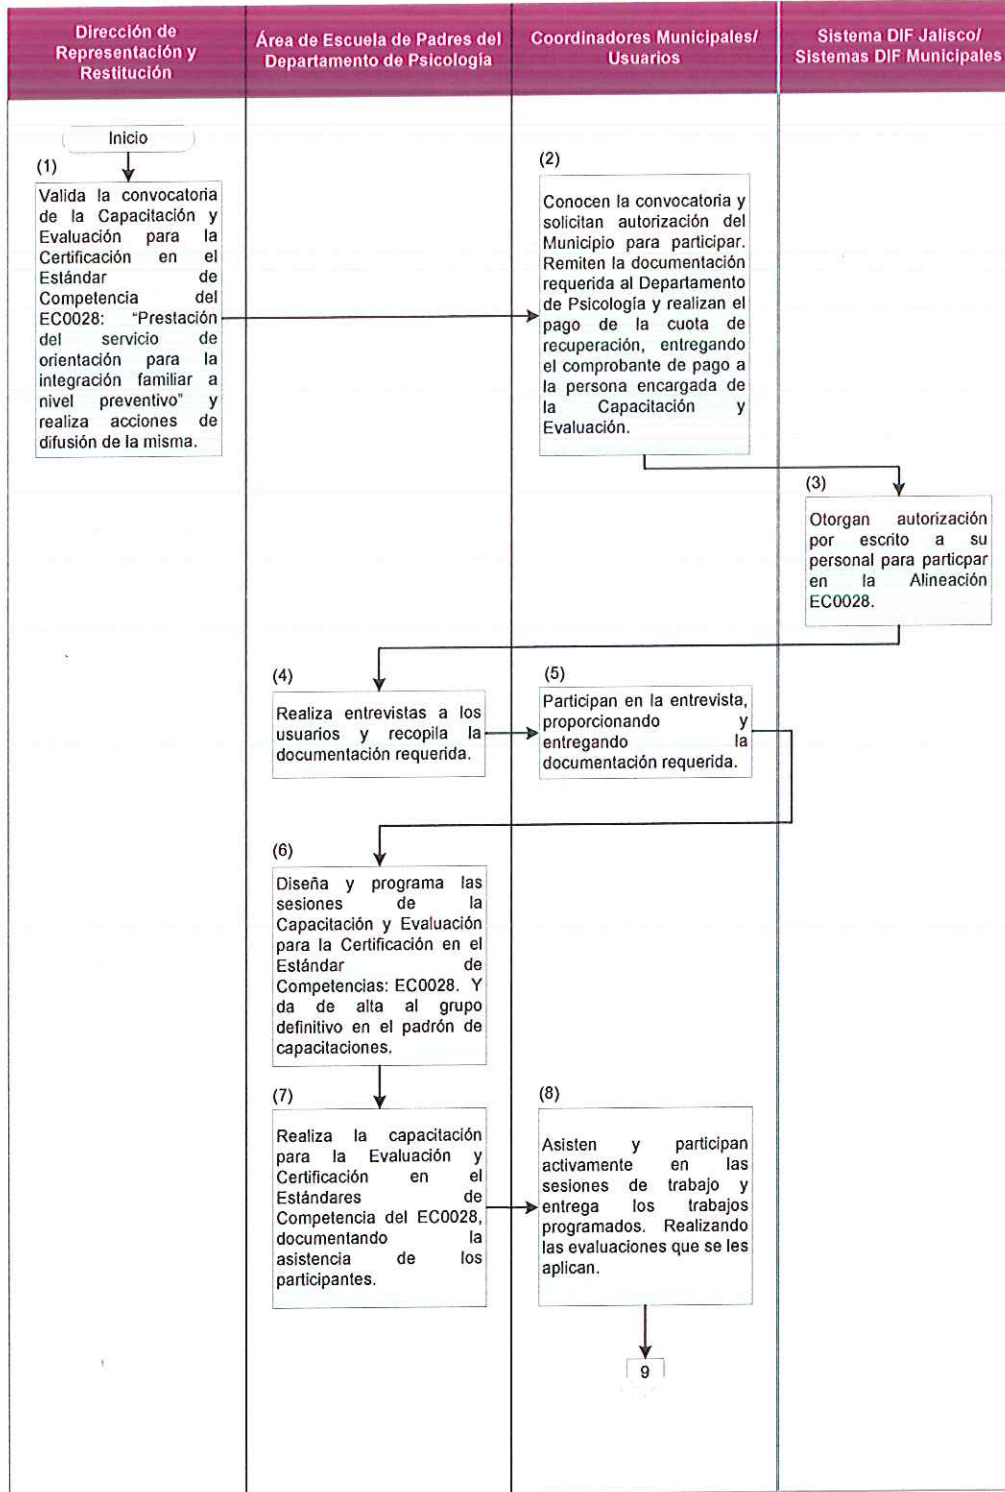 Dirección de
Representación y
Restitución
Área de Escuela de Padres del
Departamento de Psicología
Coordinadores Municipales/
Usuarios
Sistema DIF Jalisco/
Sistemas DIF Municipales
Inicio
(1)
Valida la convocatoria
de la Capacitación y
Evaluación para la
Certificación en el
Estándar de
Competencia del
EC0028: “Prestación
del servicio de
orientación para la
integración familiar a
nivel preventivo” y
realiza acciones de
difusión de la misma.
(2)
Conocen la convocatoria y
solicitan autorización del
Municipio para participar.
Remiten la documentación
requerida al Departamento
de Psicología y realizan el
pago de la cuota de
recuperación, entregando
el comprobante de pago a
la persona encargada de
la Capacitación y
Evaluación.
(3)
Otorgan autorización
por escrito a su
personal para particpar
en la Alineación
EC0028.
(4)
Realiza entrevistas a los
usuarios y recopila la
documentación requerida.
(5)
Participan en la entrevista,
proporcionando y
entregando la
documentación requerida.
(6)
Diseña y programa las
sesiones de la
Capacitación y Evaluación
para la Certificación en el
Estándar de
Competencias: EC0028. Y
da de alta al grupo
definitivo en el padrón de
capacitaciones.
(7)
Realiza la capacitación
para la Evaluación y
Certificación en el
Estándares de
Competencia del EC0028,
documentando la
asistencia de los
participantes.
(8)
Asisten y participan
activamente en las
sesiones de trabajo y
entrega los trabajos
programados. Realizando
las evaluaciones que se les
aplican.
9